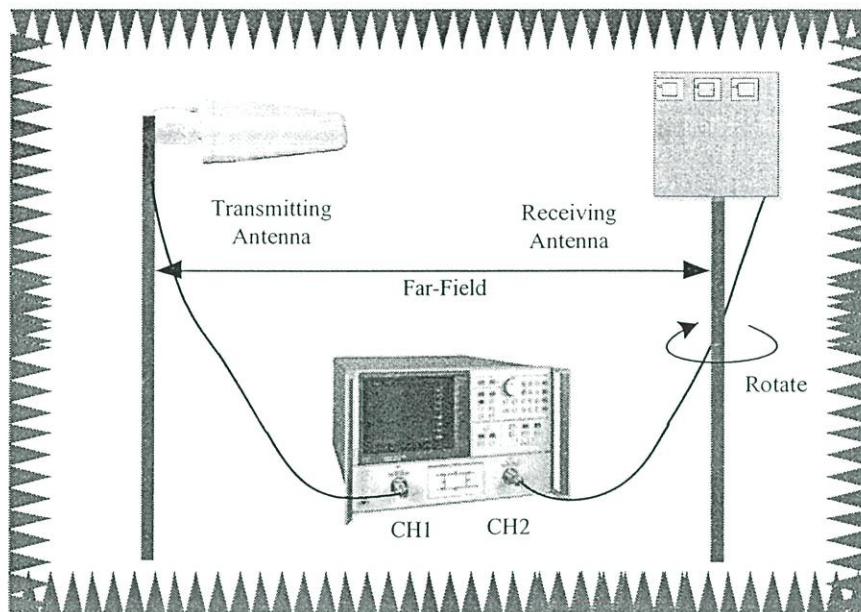 Transmitting
Antenna
Receiving
Antenna
Far-Field
Rotate
CH1
CH2